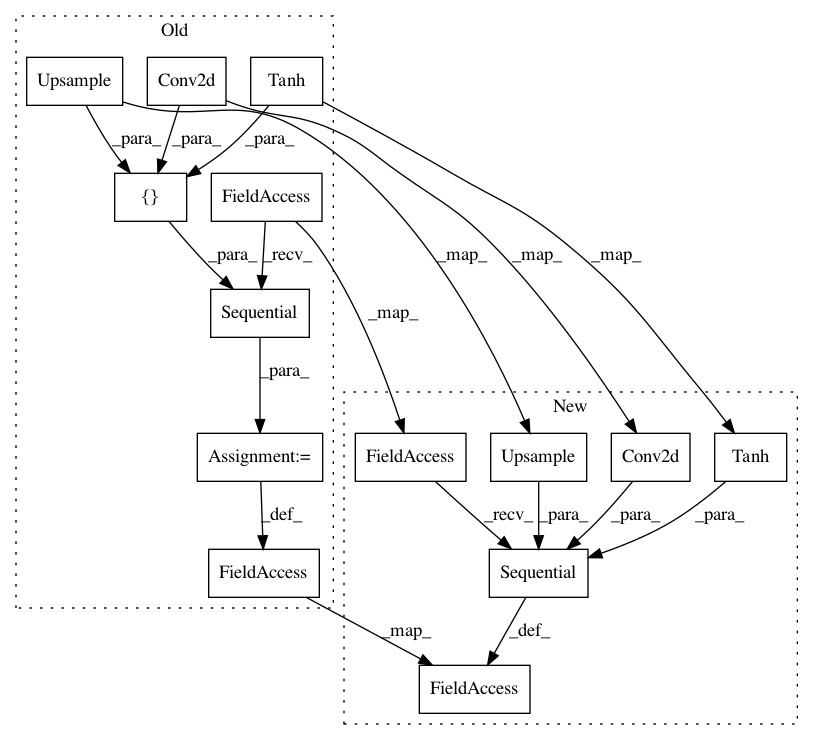 Old
Upsample
Conv2d
Tanh
_para_
_para_
_para_
{}
FieldAccess
_map_
_map_
_map_
_para_
_recv_
_map_
Sequential
_para_
New
Assignment:=
FieldAccess
Upsample
Conv2d
Tanh
_def_
_recv_
_para_
_para_
_para_
FieldAccess
Sequential
_map_
_def_
FieldAccess